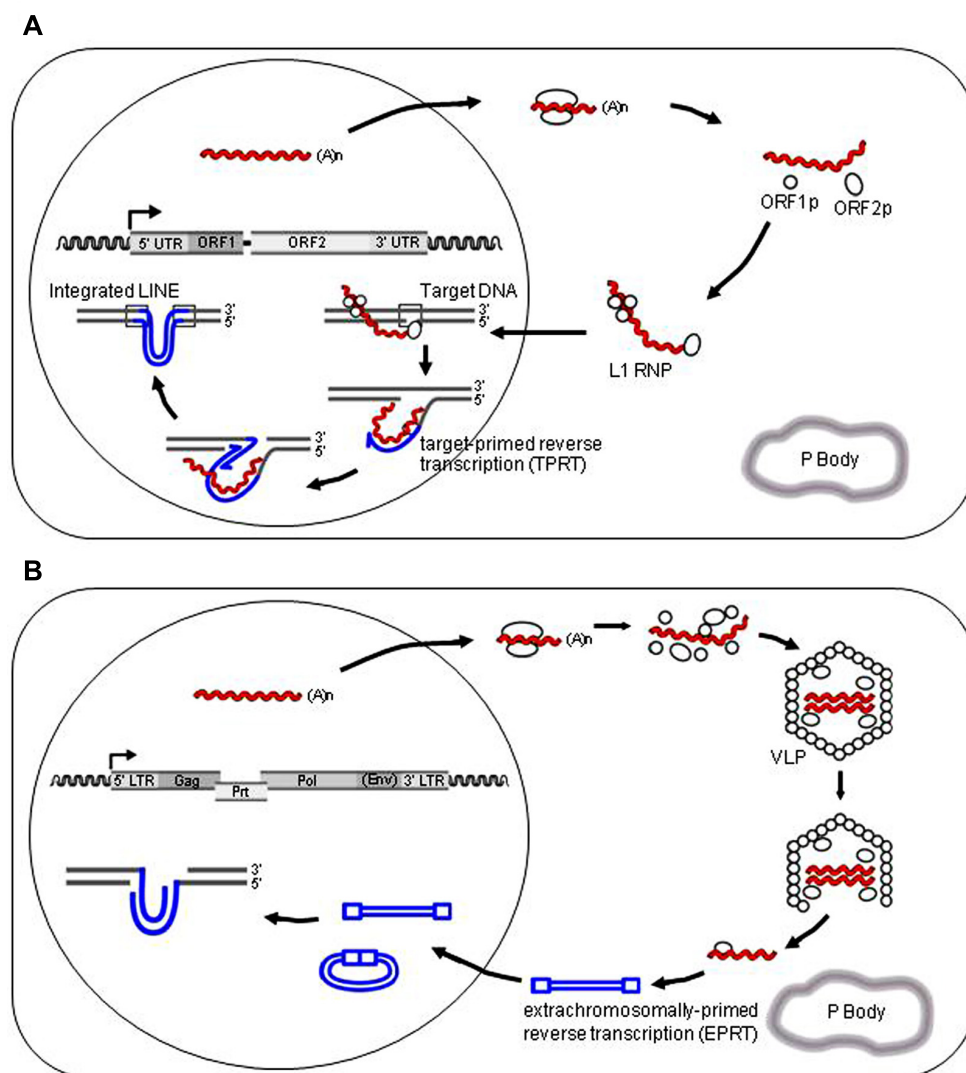 A
(A)n
(A)n
ORF1p
ORF2p
5' UTR ORF1 ORF2 3' UTR
Integrated LINE
Target DNA
3'
5'
3'
5'
L1 RNP
3'
5'
target-primed reverse
transcription (TPRT)
3'
5'
P Body
B
(A)n
(A)n
VLP
5' LTR Gag Prt Pol (Env) 3' LTR
3'
5'
extrachromosomally-primed
reverse transcription (EPRT)
P Body